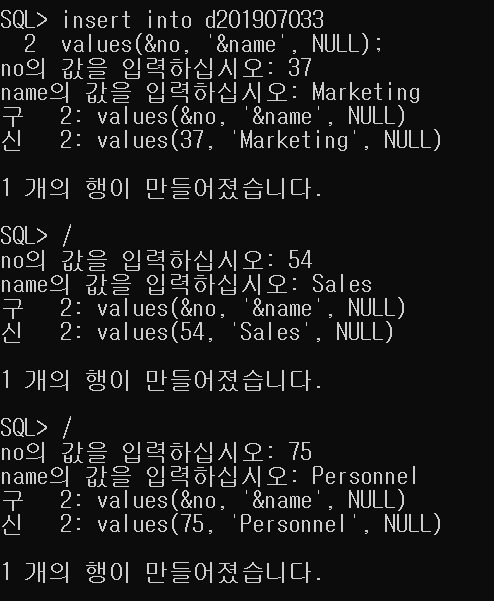 SQL> insert into d201907033
2 values(&no, '&name', NULL);
no의 값을 입력하십시오: 37
name의 값을 입력하십시오: Marketing
구 2: values(&no, '&name', NULL)
신 2: values(37, 'Marketing', NULL)
1 개의 행이 만들어졌습니다.
SQL> /
no의 값을 입력하십시오: 54
name의 값을 입력하십시오: Sales
구 2: values(&no, '&name', NULL)
신 2: values(54, 'Sales', NULL)
1 개의 행이 만들어졌습니다.
SQL> /
no의 값을 입력하십시오: 75
name의 값을 입력하십시오: Personnel
구 2: values(&no, '&name', NULL)
신 2: values(75, 'Personnel', NULL)
1 개의 행이 만들어졌습니다.